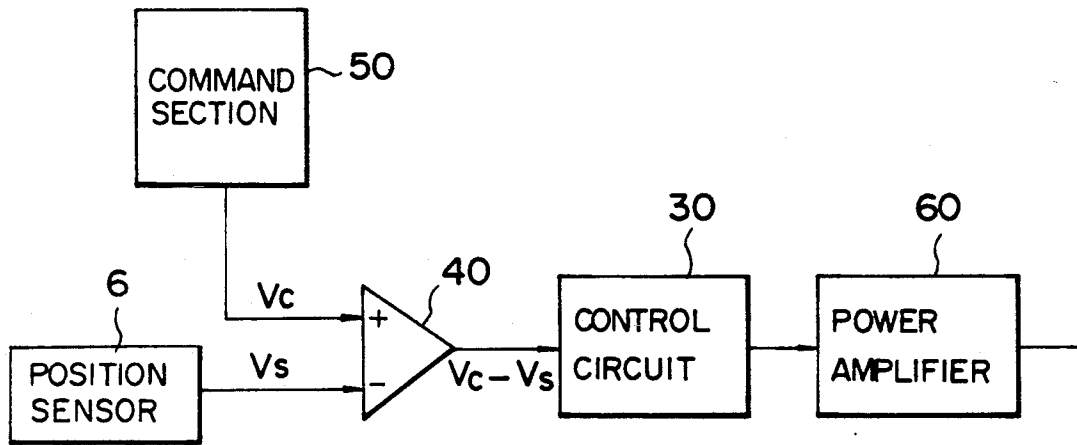 COMMAND
SECTION
50
6
POSITION
SENSOR
Vc
Vs
+
−
40
Vc − Vs
30
CONTROL
CIRCUIT
60
POWER
AMPLIFIER